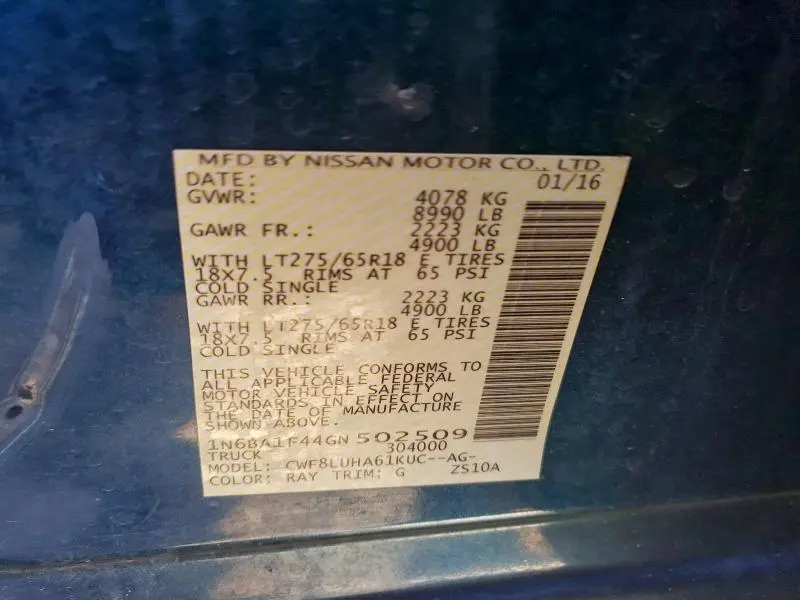 MFD BY NISSAN MOTOR CO., LTD.
DATE: 01/16
GVWR: 4078 KG
8990 LB
GAWR FR.: 2223 KG
4900 LB
WITH LT275/65R18 E TIRES
18X7.5 RIMS AT 65 PSI
COLD SINGLE
GAWR RR.: 2223 KG
4900 LB
WITH LT275/65R18 E TIRES
18X7.5 RIMS AT 65 PSI
COLD SINGLE
THIS VEHICLE CONFORMS TO
ALL APPLICABLE FEDERAL
MOTOR VEHICLE SAFETY
STANDARDS IN EFFECT ON
THE DATE OF MANUFACTURE
SHOWN ABOVE.
1N6BA1F44GN502509
TRUCK 304000
MODEL: CWF8LUHA61KUC--AG-
COLOR: RAY TRIM: G ZS10A